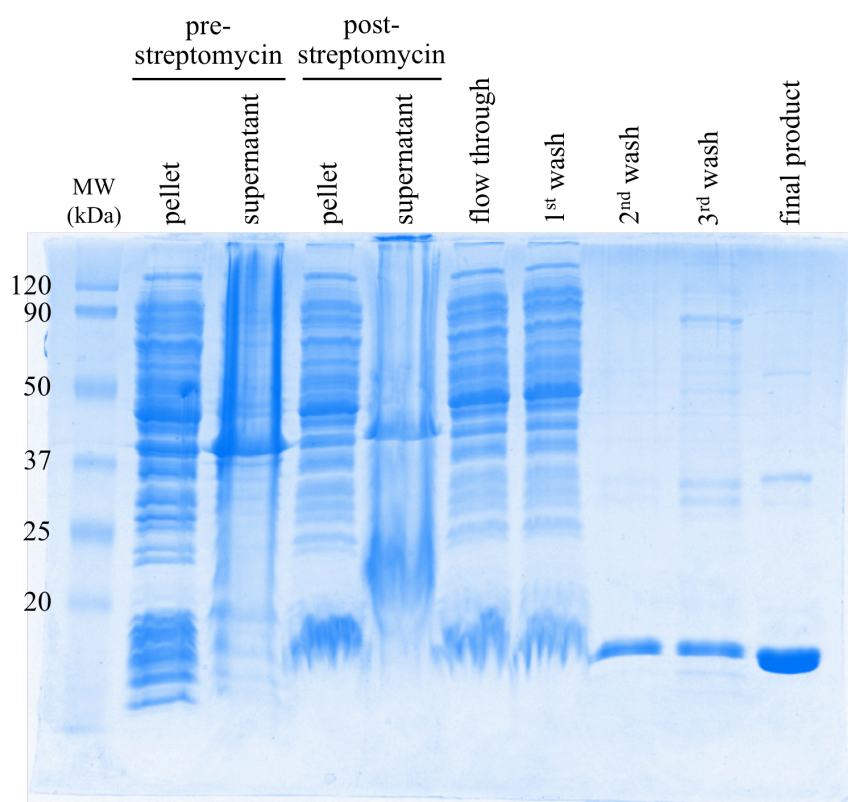 pre-
streptomycin
post-
streptomycin
MW
(kDa)
pellet
supernatant
pellet
supernatant
flow through
1st wash
2nd wash
3rd wash
final product
120
90
50
37
25
20